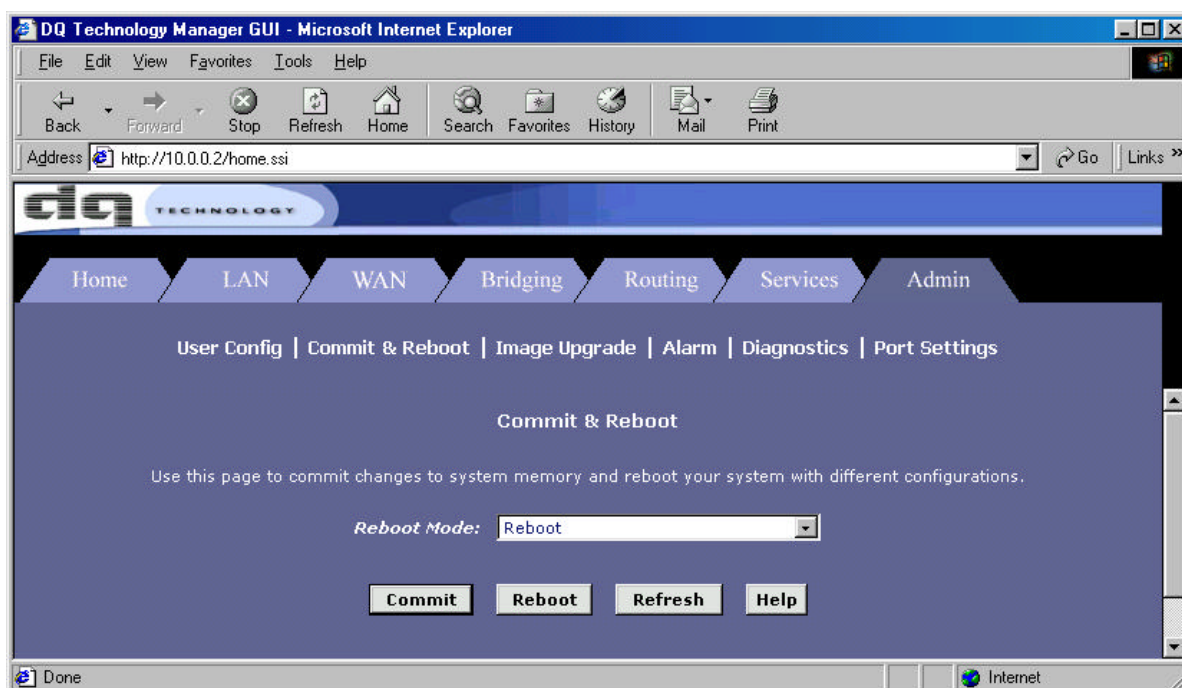 DQ Technology Manager GUI - Microsoft Internet Explorer
File Edit View Favorites Tools Help
Back Forward Stop Refresh Home Search Favorites History Mail Print
Address http://10.0.0.2/home.ssi Go Links »
dq TECHNOLOGY
Home LAN WAN Bridging Routing Services Admin
User Config | Commit & Reboot | Image Upgrade | Alarm | Diagnostics | Port Settings
Commit & Reboot
Use this page to commit changes to system memory and reboot your system with different configurations.
Reboot Mode: Reboot
Commit Reboot Refresh Help
Done Internet